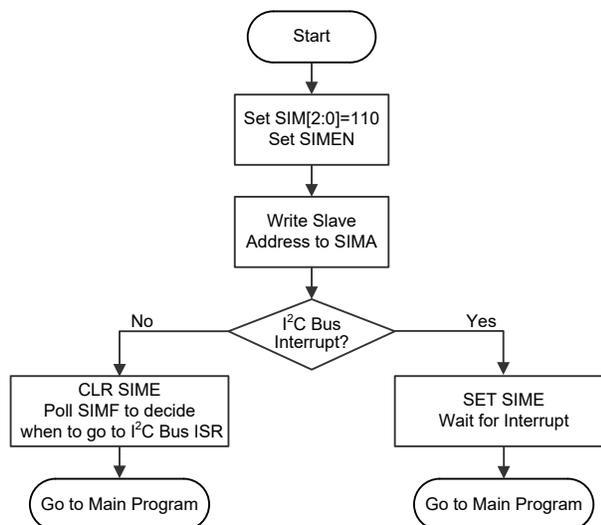 Start
Set SIM[2:0]=110
Set SIMEN
Write Slave
Address to SIMA
I²C Bus
Interrupt?
No
Yes
CLR SIME
Poll SIMF to decide
when to go to I²C Bus ISR
SET SIME
Wait for Interrupt
Go to Main Program
Go to Main Program